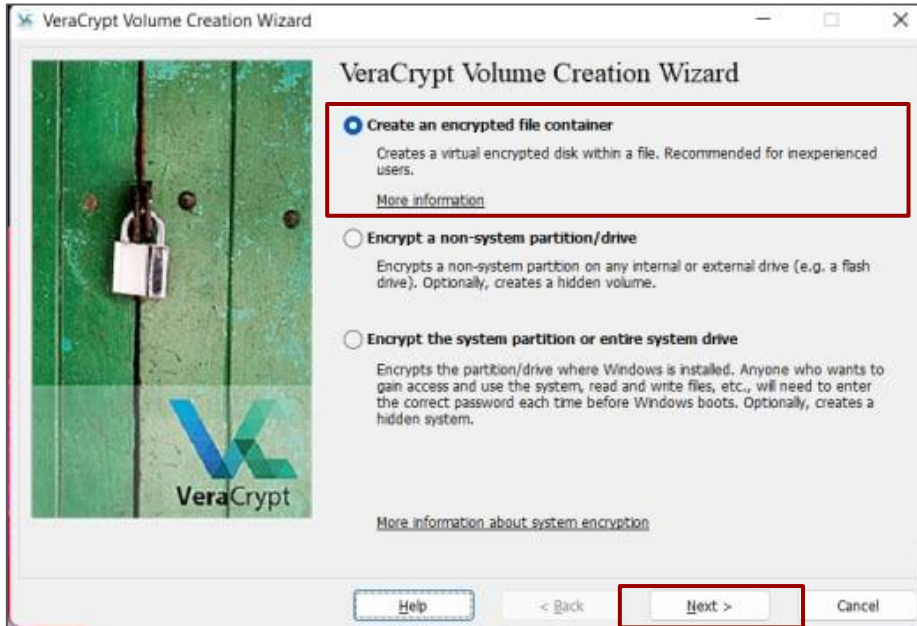 VeraCrypt Volume Creation Wizard
VeraCrypt Volume Creation Wizard
Create an encrypted file container
Creates a virtual encrypted disk within a file. Recommended for inexperienced
users.
More information
Encrypt a non-system partition/drive
Encrypts a non-system partition on any internal or external drive (e.g. a flash
drive). Optionally, creates a hidden volume.
Encrypt the system partition or entire system drive
Encrypts the partition/drive where Windows is installed. Anyone who wants to
gain access and use the system, read and write files, etc., will need to enter
the correct password each time before Windows boots. Optionally, creates a
hidden system.
VeraCrypt
More information about system encryption
Help
< Back
Next >
Cancel